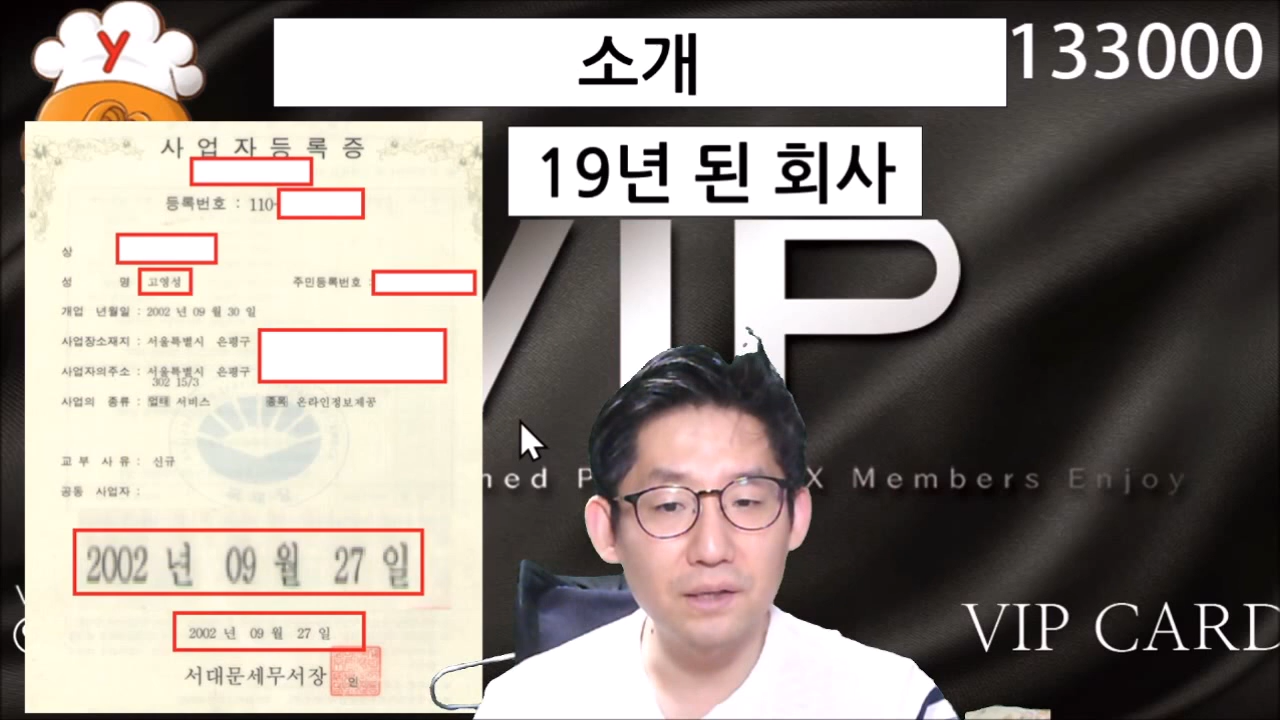 y
소개
133000
19년 된 회사
사업자등록증
등록번호 : 110-
상
성 명 고영성 주민등록번호 :
개업 년월일 : 2002 년 09 월 30 일
사업장소재지 : 서울특별시 은평구
사업자의주소 : 서울특별시 은평구
302 15/3
사업의 종류 : 업태 서비스 종목 온라인정보제공
교부 사유 : 신규
공동 사업자 :
2002 년 09 월 27 일
2002 년 09 월 27 일
서대문세무서장
인
VIP
X Members Enjoy
VIP CARD